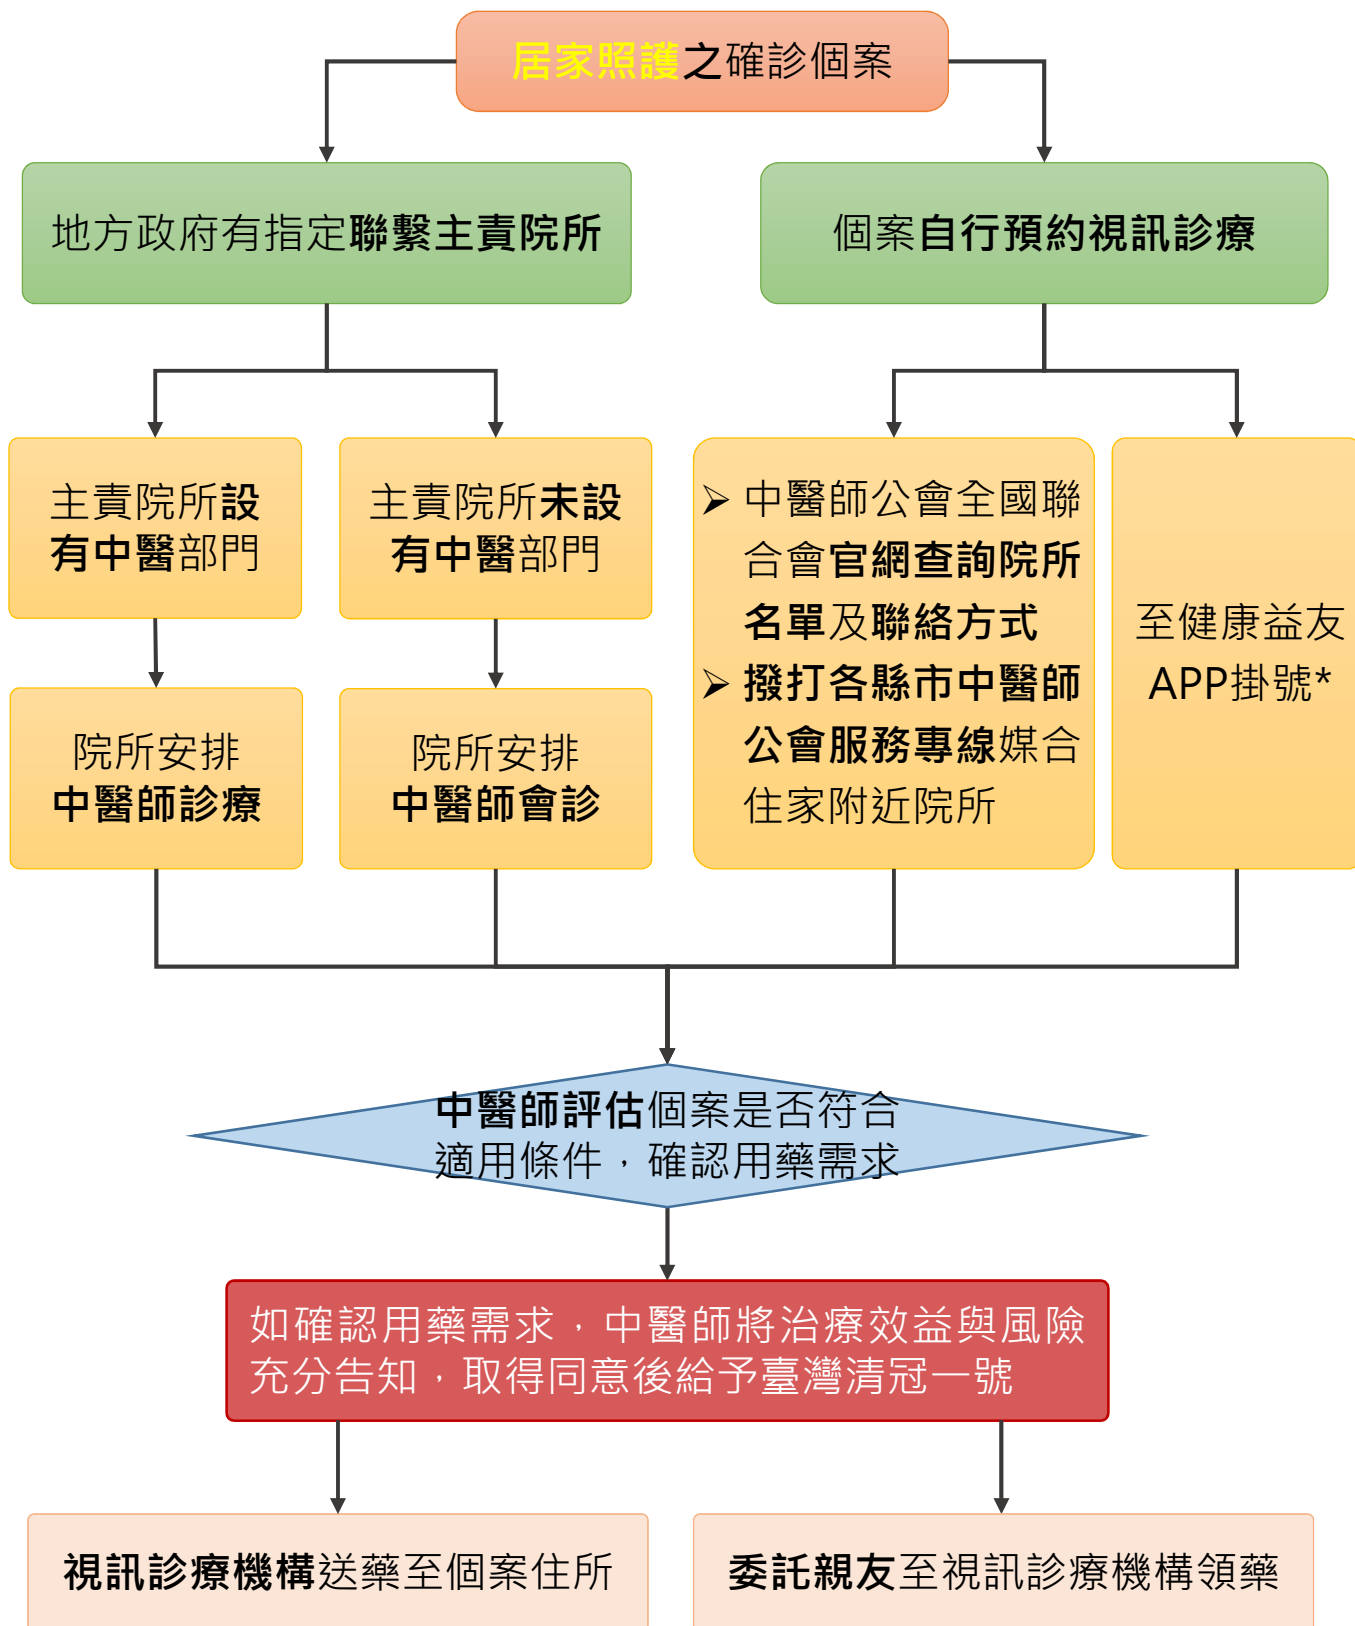 居家照護之確診個案
地方政府有指定聯繫主責院所
個案自行預約視訊診療
主責院所設
有中醫部門
主責院所未設
有中醫部門
➢ 中醫師公會全國聯
合會官網查詢院所
名單及聯絡方式
➢ 撥打各縣市中醫師
公會服務專線媒合
住家附近院所
至健康益友
APP掛號*
院所安排
中醫師診療
院所安排
中醫師會診
中醫師評估個案是否符合
適用條件，確認用藥需求
如確認用藥需求，中醫師將治療效益與風險
充分告知，取得同意後給予臺灣清冠一號
視訊診療機構送藥至個案住所
委託親友至視訊診療機構領藥